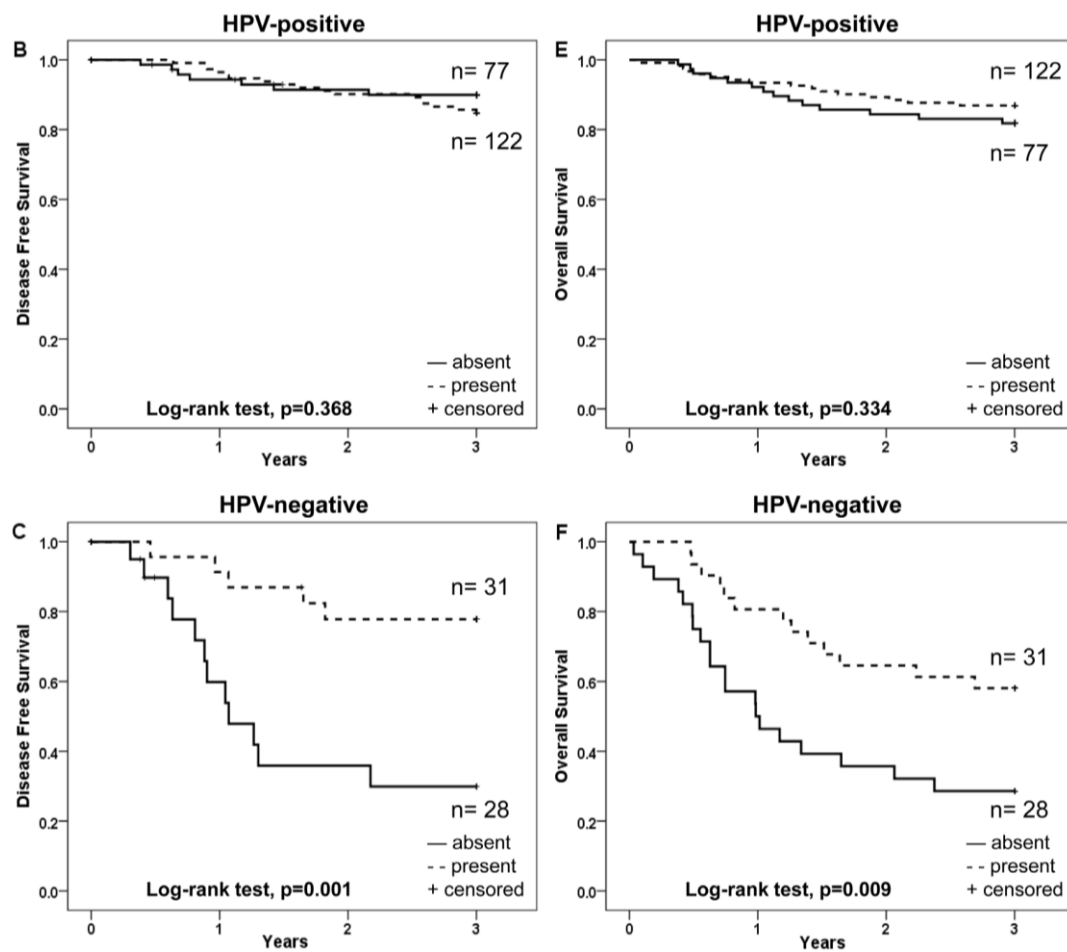 B
HPV-positive
Disease Free Survival
1.0
0.8
0.6
0.4
0.2
0.0
n= 77
n= 122
absent
present
+ censored
Log-rank test, p=0.368
0 1 2 3
Years
E
HPV-positive
Overall Survival
1.0
0.8
0.6
0.4
0.2
0.0
n= 122
n= 77
absent
present
+ censored
Log-rank test, p=0.334
0 1 2 3
Years
C
HPV-negative
Disease Free Survival
1.0
0.8
0.6
0.4
0.2
0.0
n= 31
n= 28
absent
present
+ censored
Log-rank test, p=0.001
0 1 2 3
Years
F
HPV-negative
Overall Survival
1.0
0.8
0.6
0.4
0.2
0.0
n= 31
n= 28
absent
present
+ censored
Log-rank test, p=0.009
0 1 2 3
Years